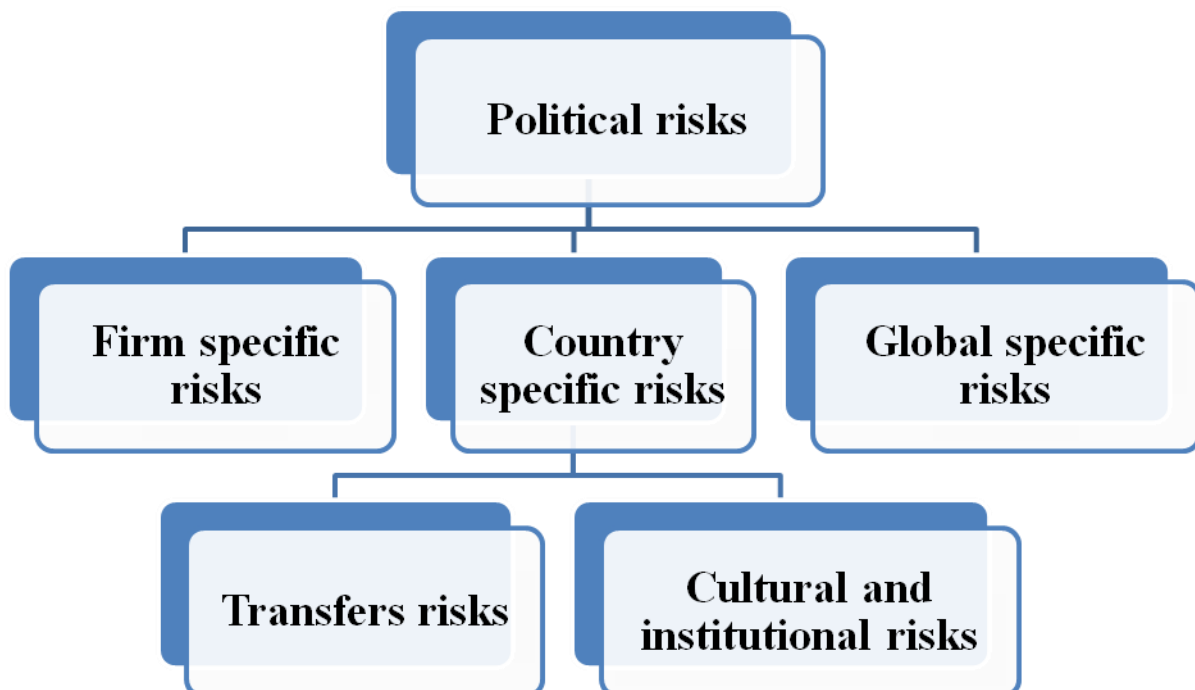 Political risks
Firm specific
risks
Country
specific risks
Global specific
risks
Transfers risks
Cultural and
institutional risks